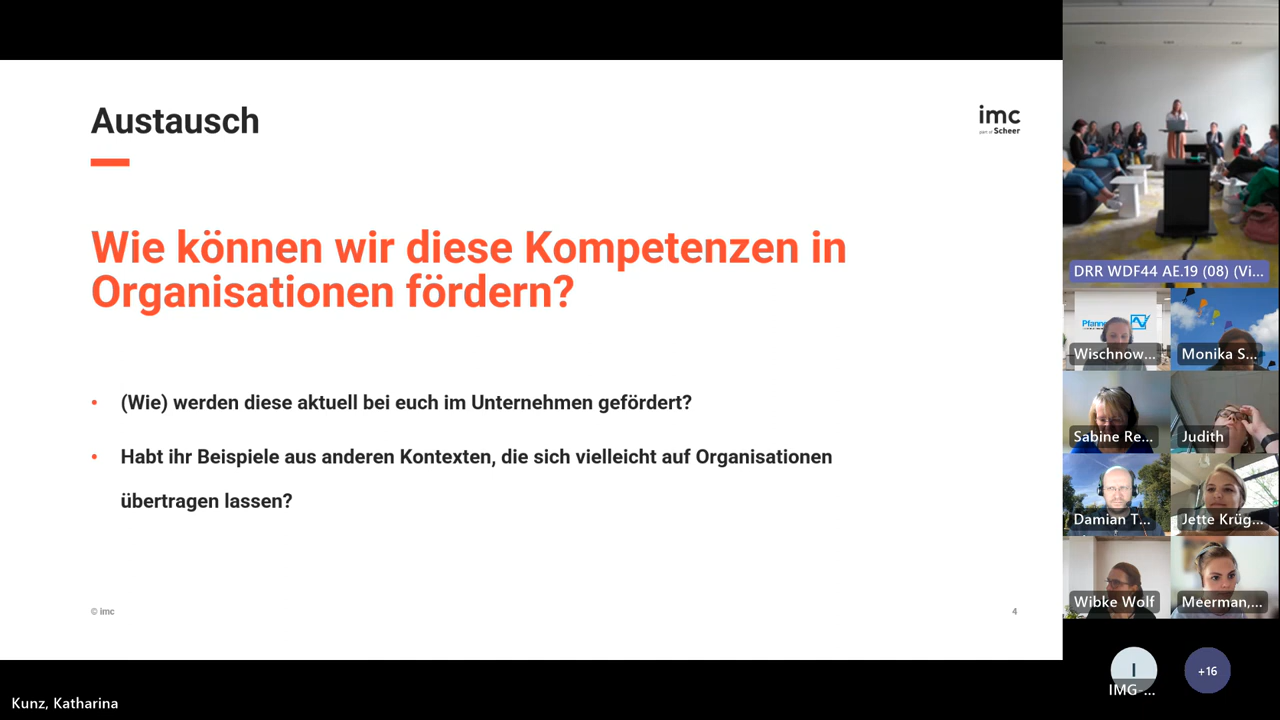 Austausch
imc
part of Scheer
Wie können wir diese Kompetenzen in
Organisationen fördern?
• (Wie) werden diese aktuell bei euch im Unternehmen gefördert?
• Habt ihr Beispiele aus anderen Kontexten, die sich vielleicht auf Organisationen
übertragen lassen?
© imc
4
Kunz, Katharina
DRR WDF44 AE.19 (08) (Vi...
Wischnow...
Monika S...
Sabine Re...
Judith
Damian T...
Jette Krüg...
Wibke Wolf
Meerman,...
I
IMG-...
+16